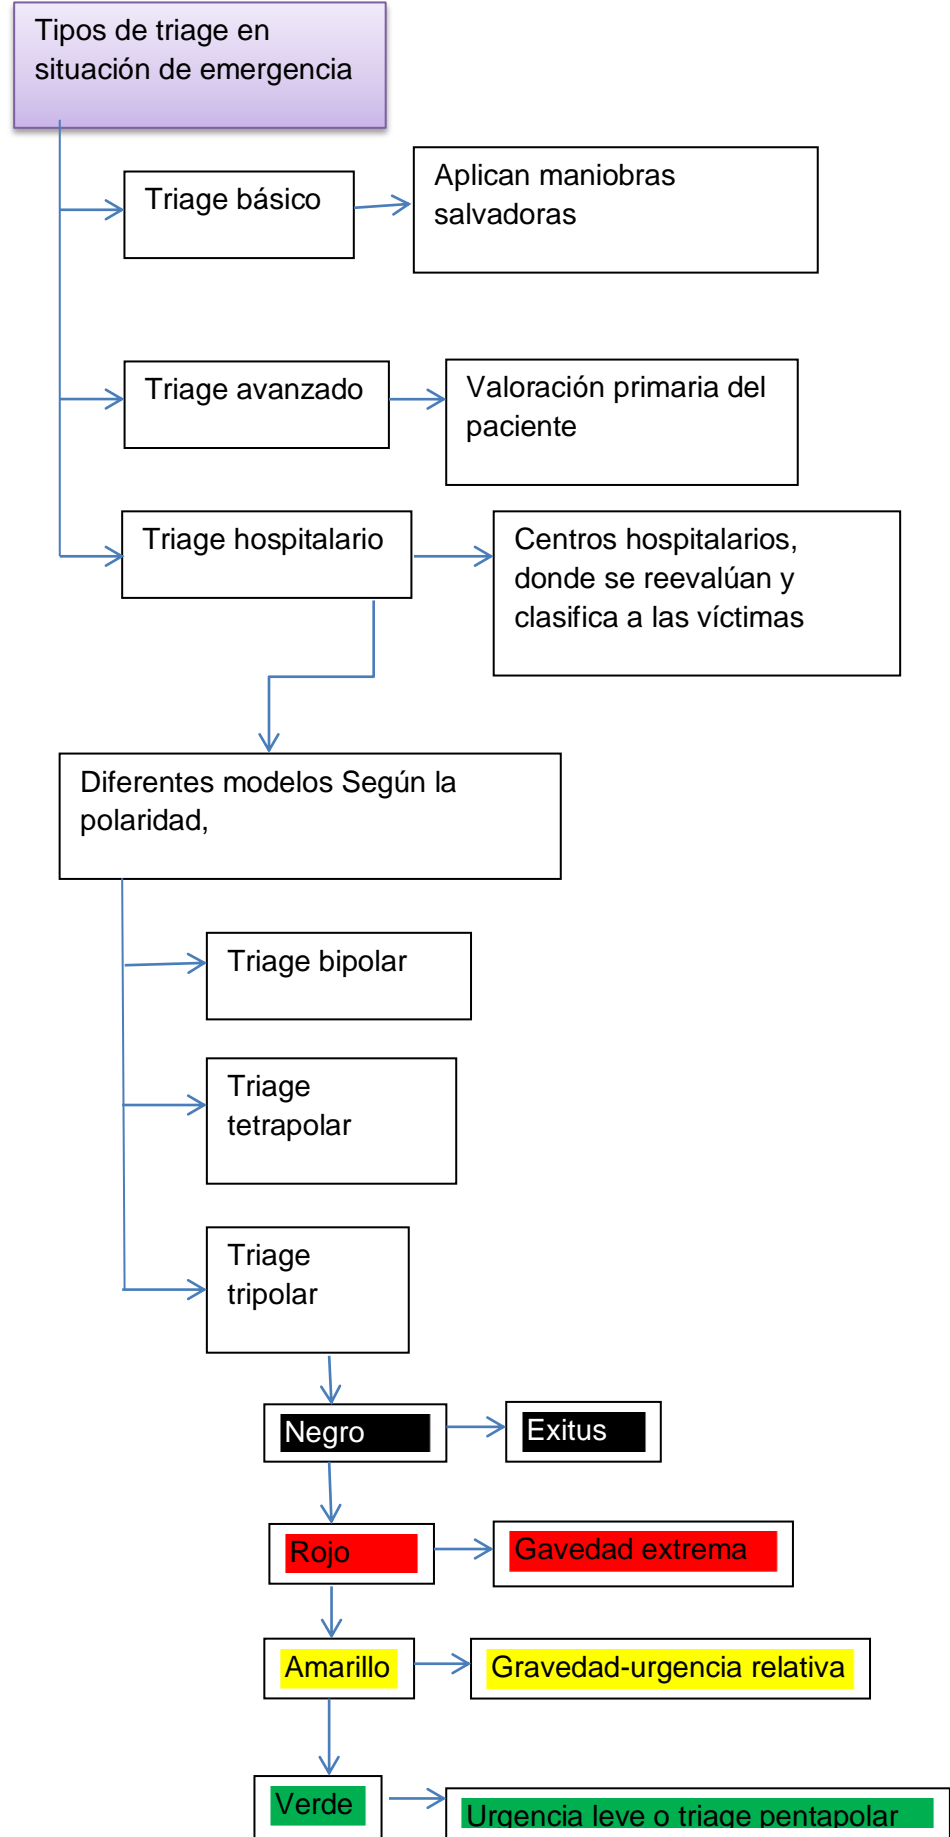 Tipos de triage en
situación de emergencia
Triage básico
Aplican maniobras
salvadoras
Triage avanzado
Valoración primaria del
paciente
Triage hospitalario
Centros hospitalarios,
donde se reevalúan y
clasifica a las víctimas
Diferentes modelos Según la
polaridad,
Triage bipolar
Triage
tetrapolar
Triage
tripolar
Negro
Exitus
Rojo
Gavedad extrema
Amarillo
Gravedad-urgencia relativa
Verde
Urgencia leve o triage pentapolar